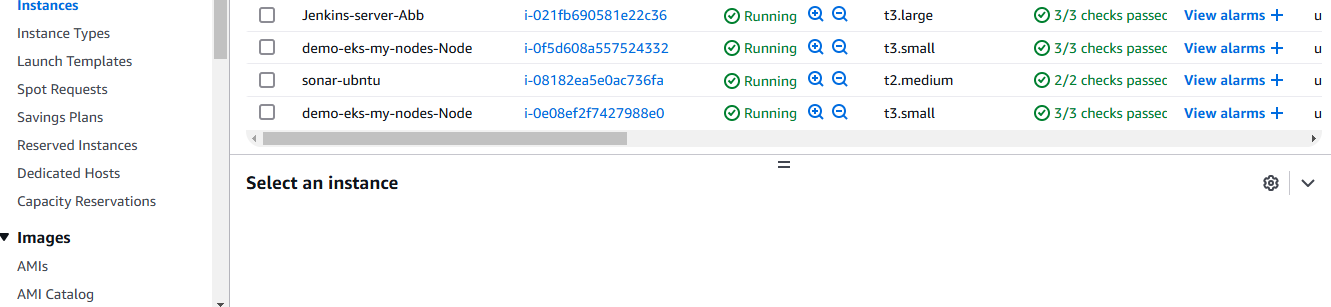 Instances
Instance Types
Launch Templates
Spot Requests
Savings Plans
Reserved Instances
Dedicated Hosts
Capacity Reservations
Images
AMIs
AMI Catalog
Jenkins-server-Abb i-021fb690581e22c36 Running t3.large 3/3 checks passec View alarms + u
demo-eks-my-nodes-Node i-0f5d608a557524332 Running t3.small 3/3 checks passec View alarms + u
sonar-ubntu i-08182ea5e0ac736fa Running t2.medium 2/2 checks passec View alarms + u
demo-eks-my-nodes-Node i-0e08ef2f7427988e0 Running t3.small 3/3 checks passec View alarms + u
Select an instance